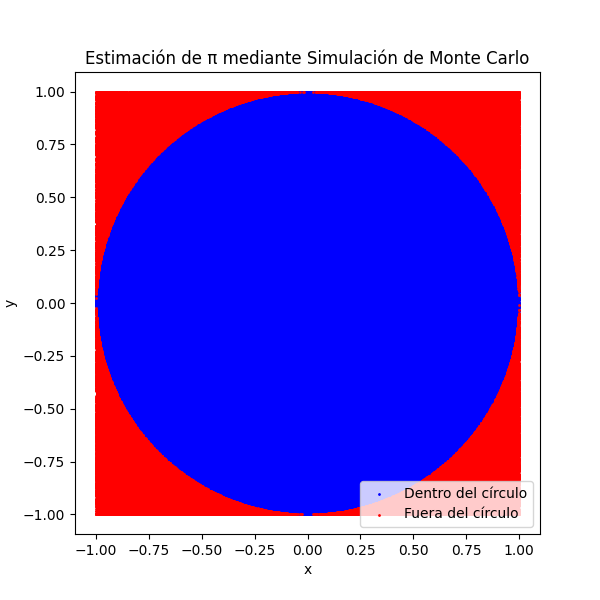 Estimación de π mediante Simulación de Monte Carlo
1.00
0.75
0.50
0.25
0.00
−0.25
−0.50
−0.75
−1.00
y
Dentro del círculo
Fuera del círculo
−1.00 −0.75 −0.50 −0.25 0.00 0.25 0.50 0.75 1.00
x